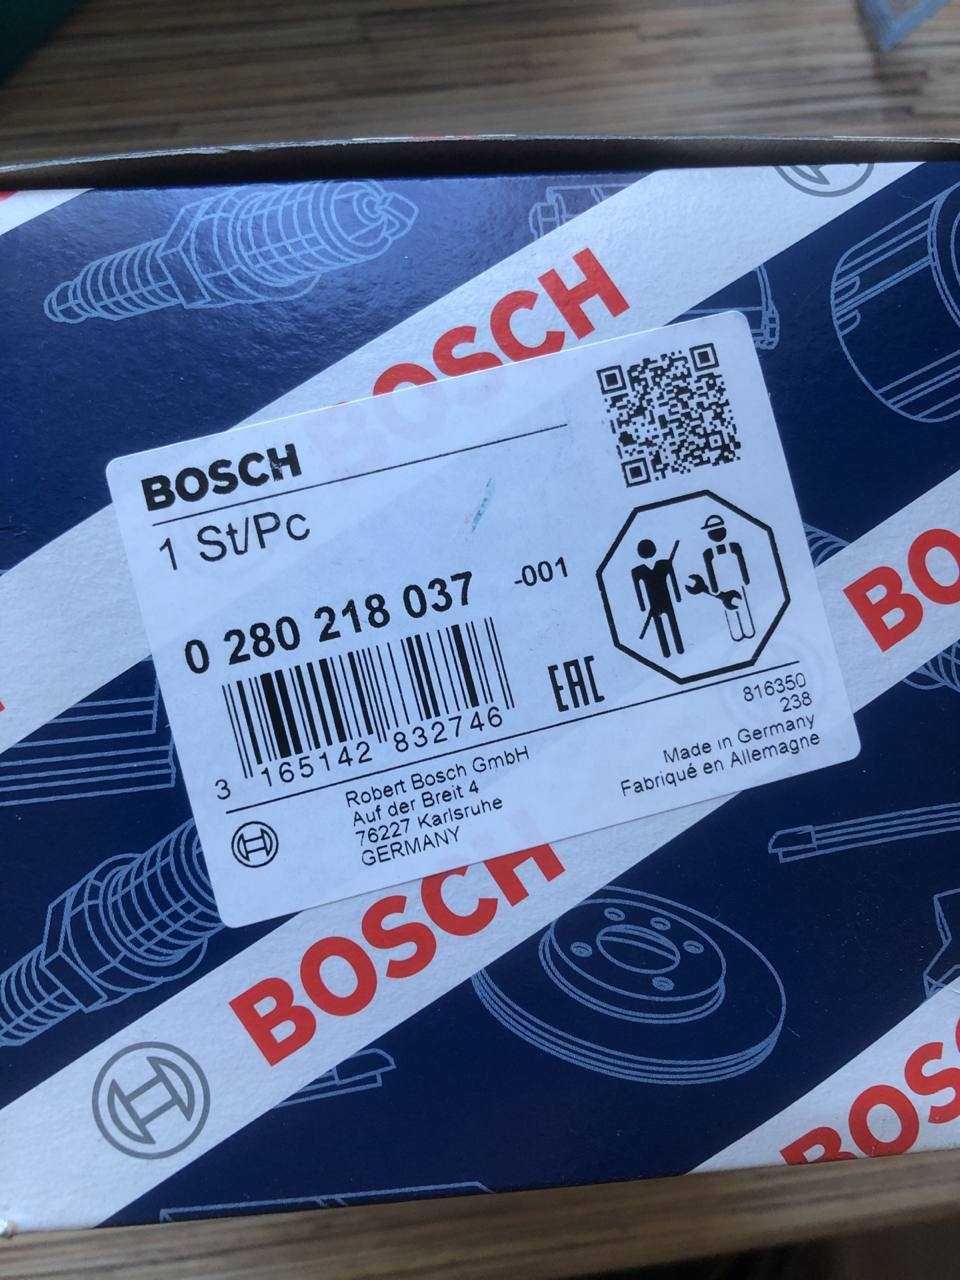 BOSCH
BOSCH
1 St/Pc
0 280 218 037 -001
3 165142 832746
EAC
816350
238
Made in Germany
Fabriqué en Allemagne
Robert Bosch GmbH
Auf der Breit 4
76227 Karlsruhe
GERMANY
BOSCH
BO
BOS